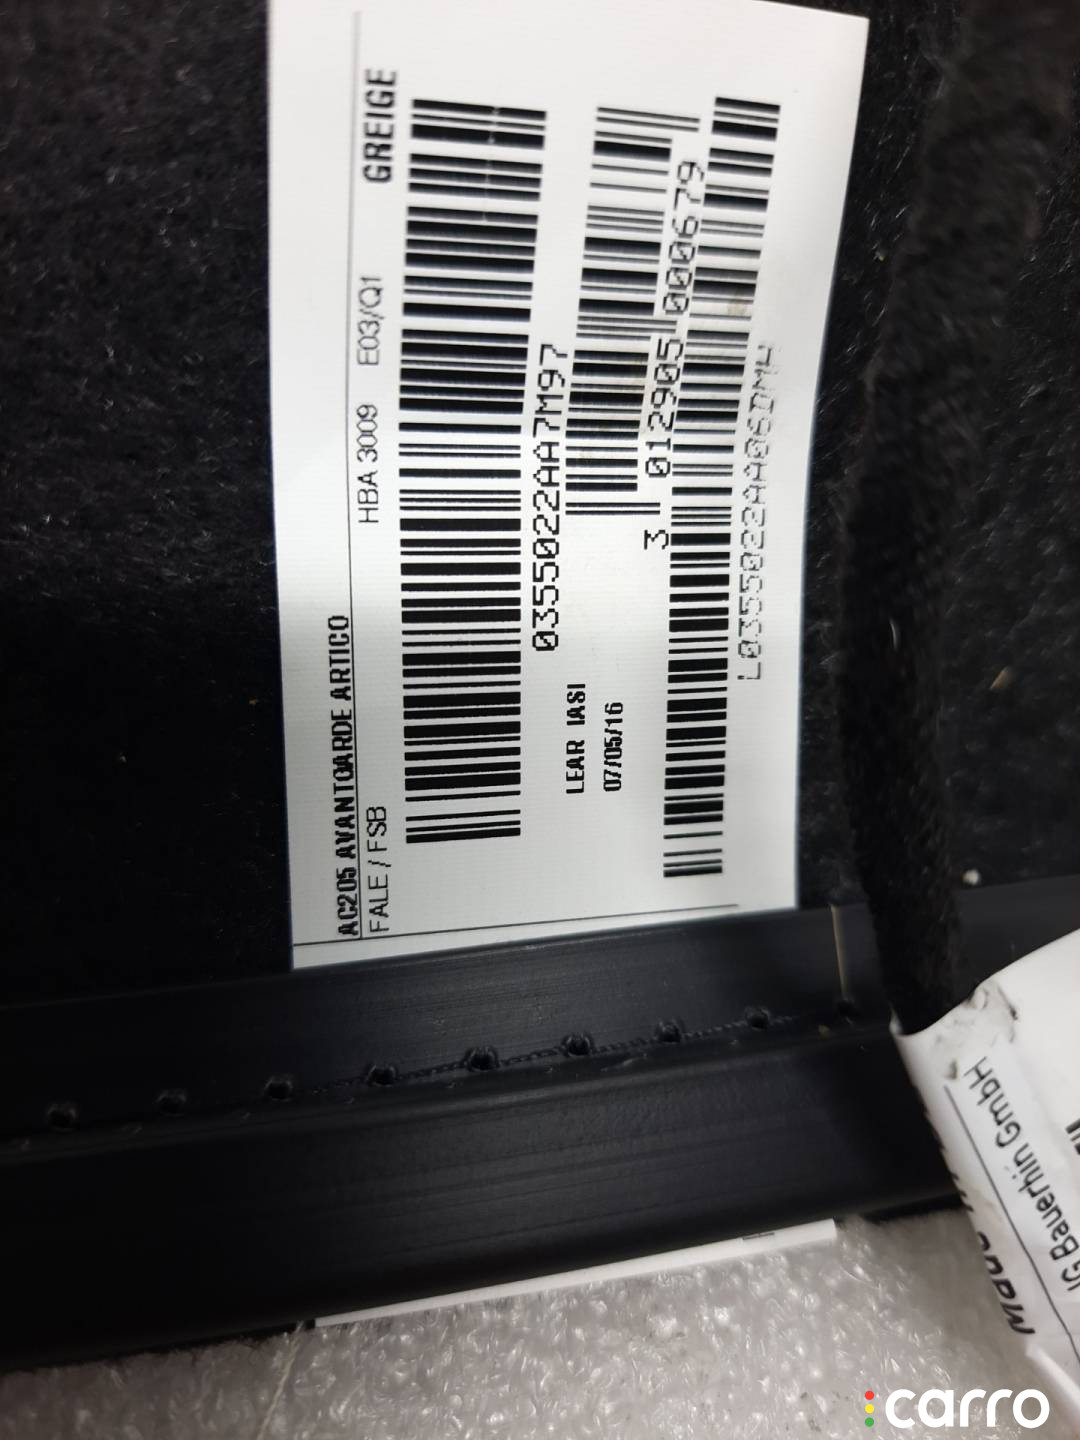 AC205 AVANTGARDE ARTICO
FALE / FSB HBA 3009 E03/Q1 GREIGE
0355022AA7M97
LEAR IASI
07/05/16
3 012905 000679
L0355022AA06DMH
IG Bauerhin GmbH
carro